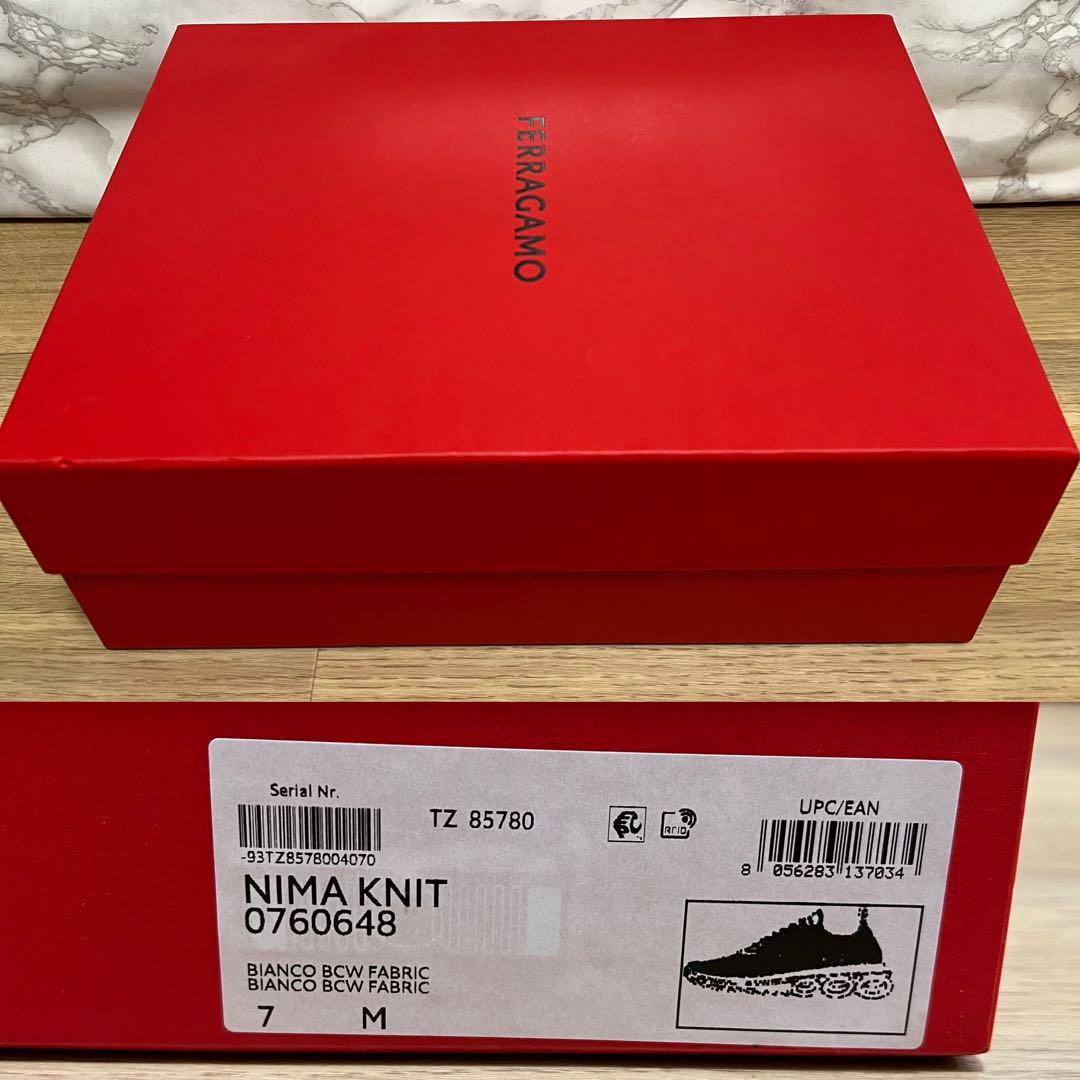 FERRAGAMO
Serial Nr.
-93TZ8578004070
TZ 85780
RFID
UPC/EAN
8 056283 137034
NIMA KNIT
0760648
BIANCO BCW FABRIC
BIANCO BCW FABRIC
7 M